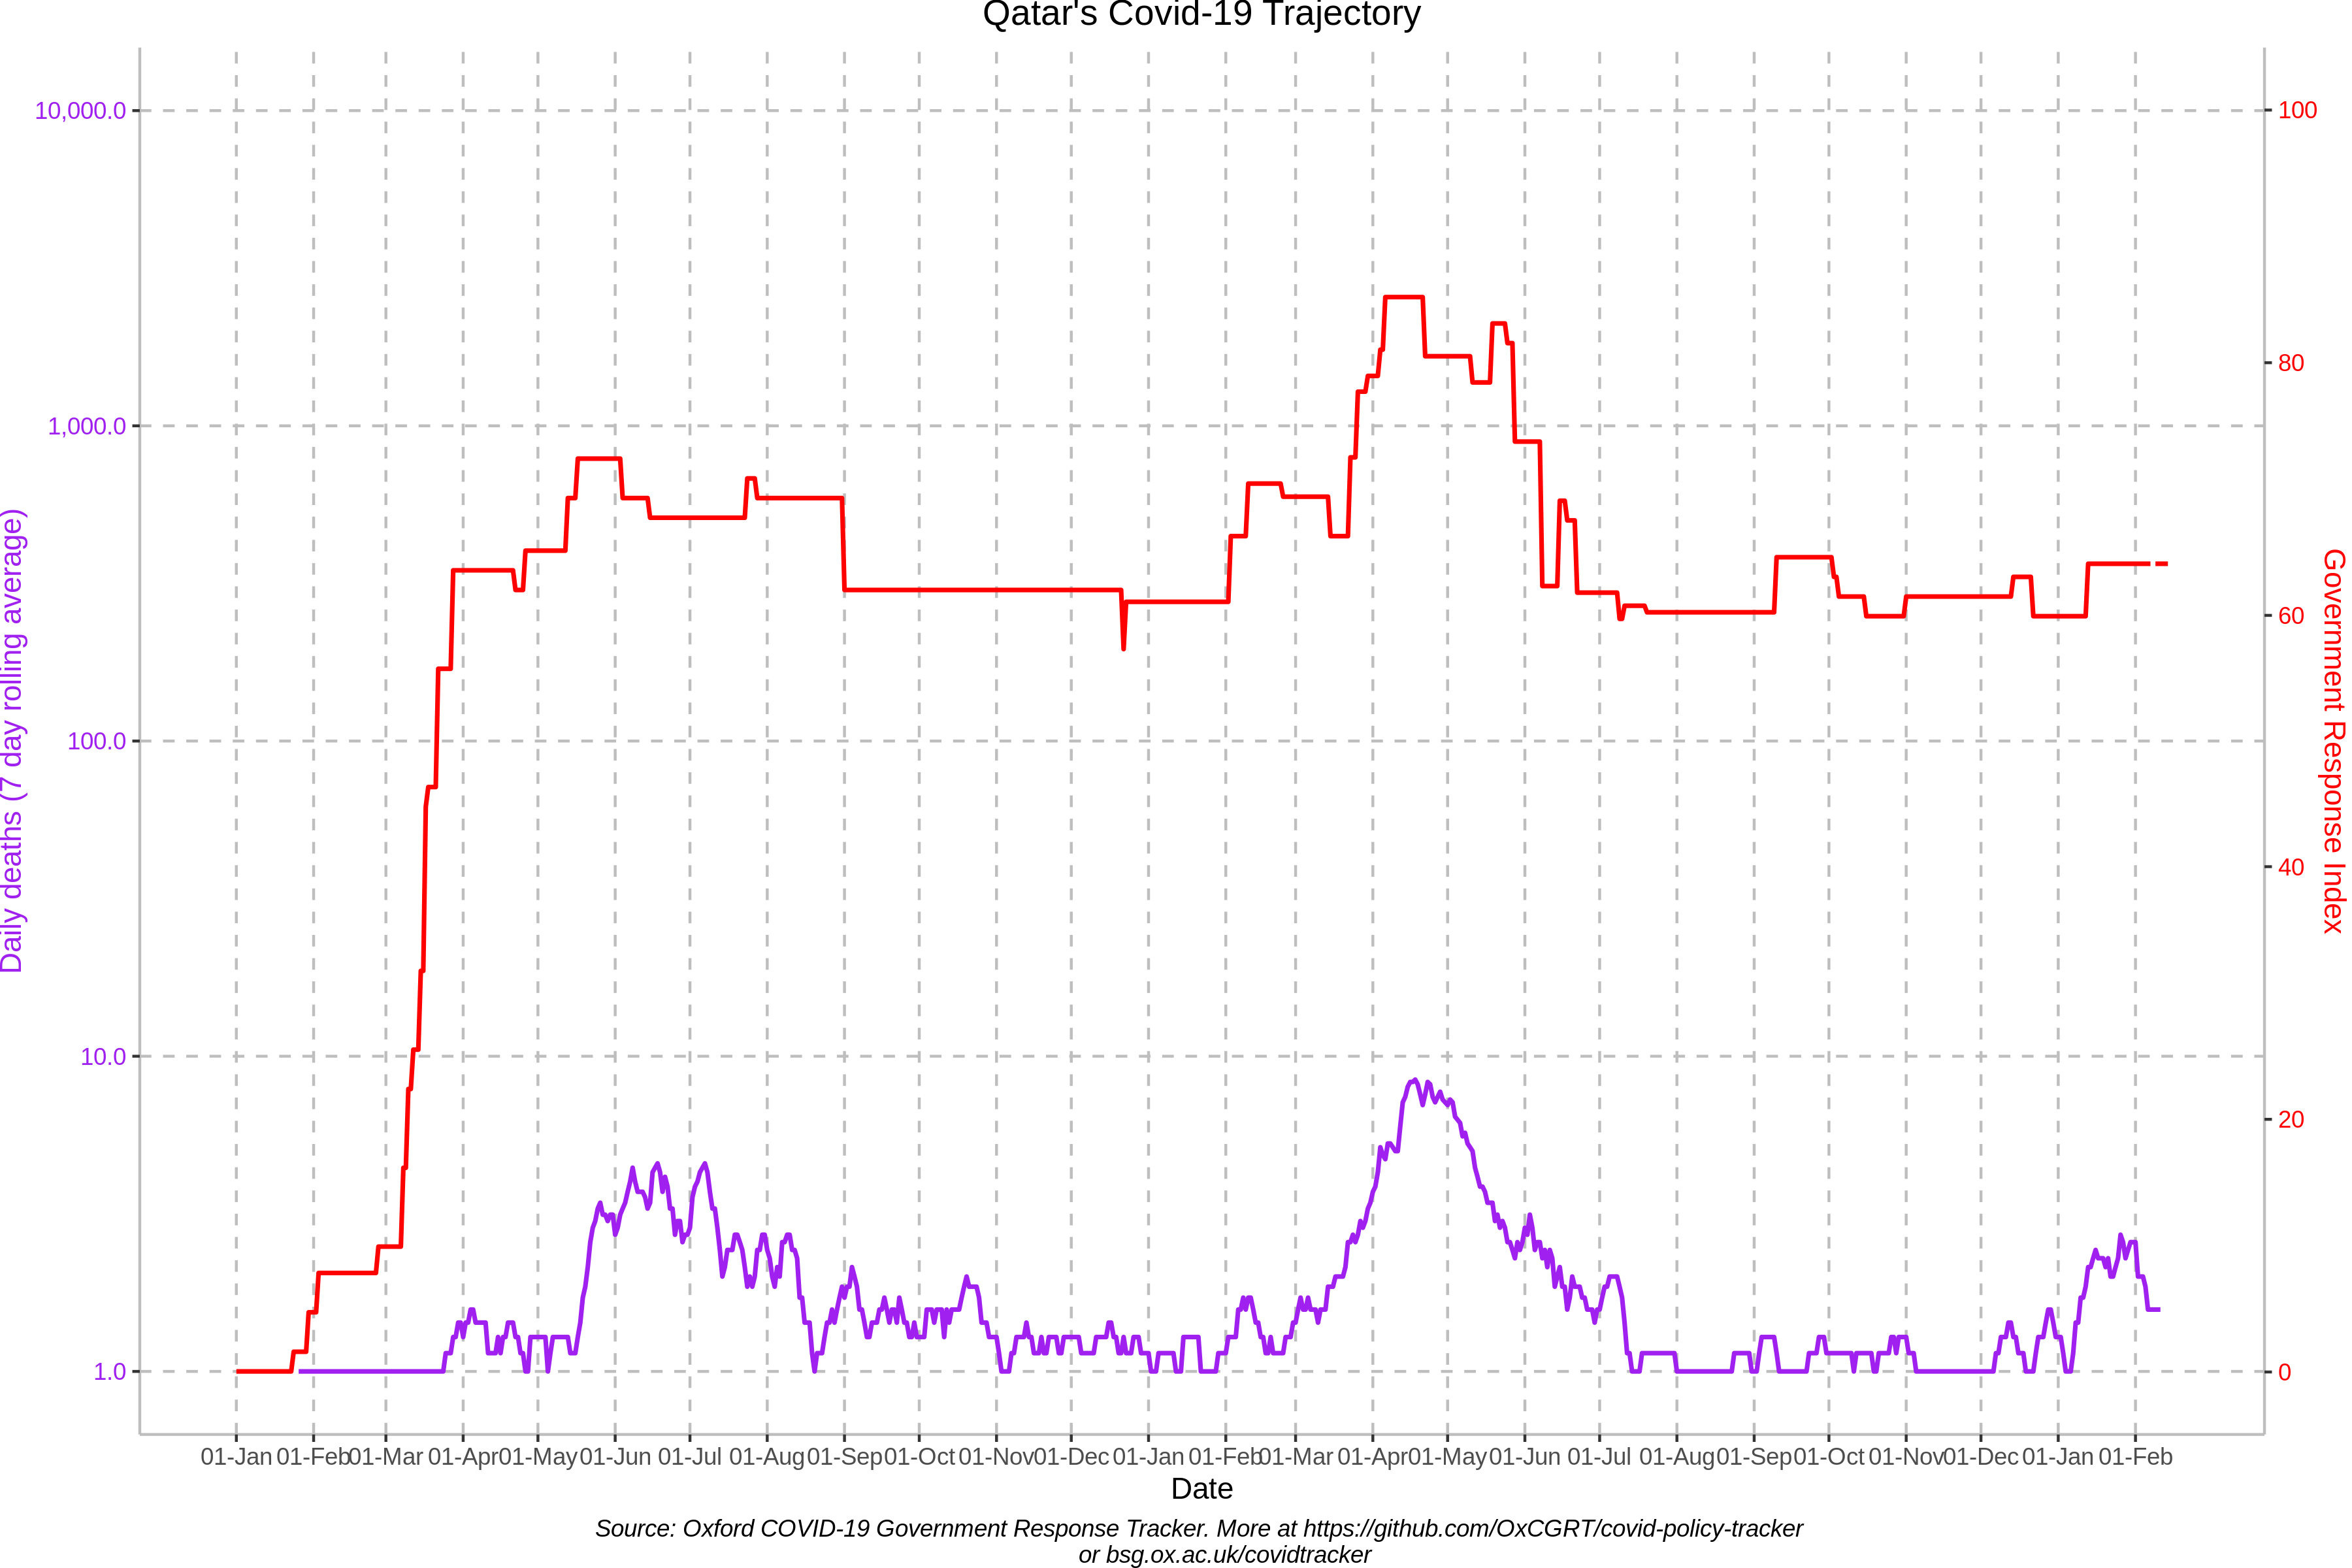 Qatar's Covid-19 Trajectory
10,000.0
1,000.0
100.0
10.0
1.0
Daily deaths (7 day rolling average)
100
80
60
40
20
0
Government Response Index
01-Jan 01-Feb 01-Mar 01-Apr 01-May 01-Jun 01-Jul 01-Aug 01-Sep 01-Oct 01-Nov 01-Dec 01-Jan 01-Feb 01-Mar 01-Apr 01-May 01-Jun 01-Jul 01-Aug 01-Sep 01-Oct 01-Nov 01-Dec 01-Jan 01-Feb
Date
Source: Oxford COVID-19 Government Response Tracker. More at https://github.com/OxCGRT/covid-policy-tracker
or bsg.ox.ac.uk/covidtracker